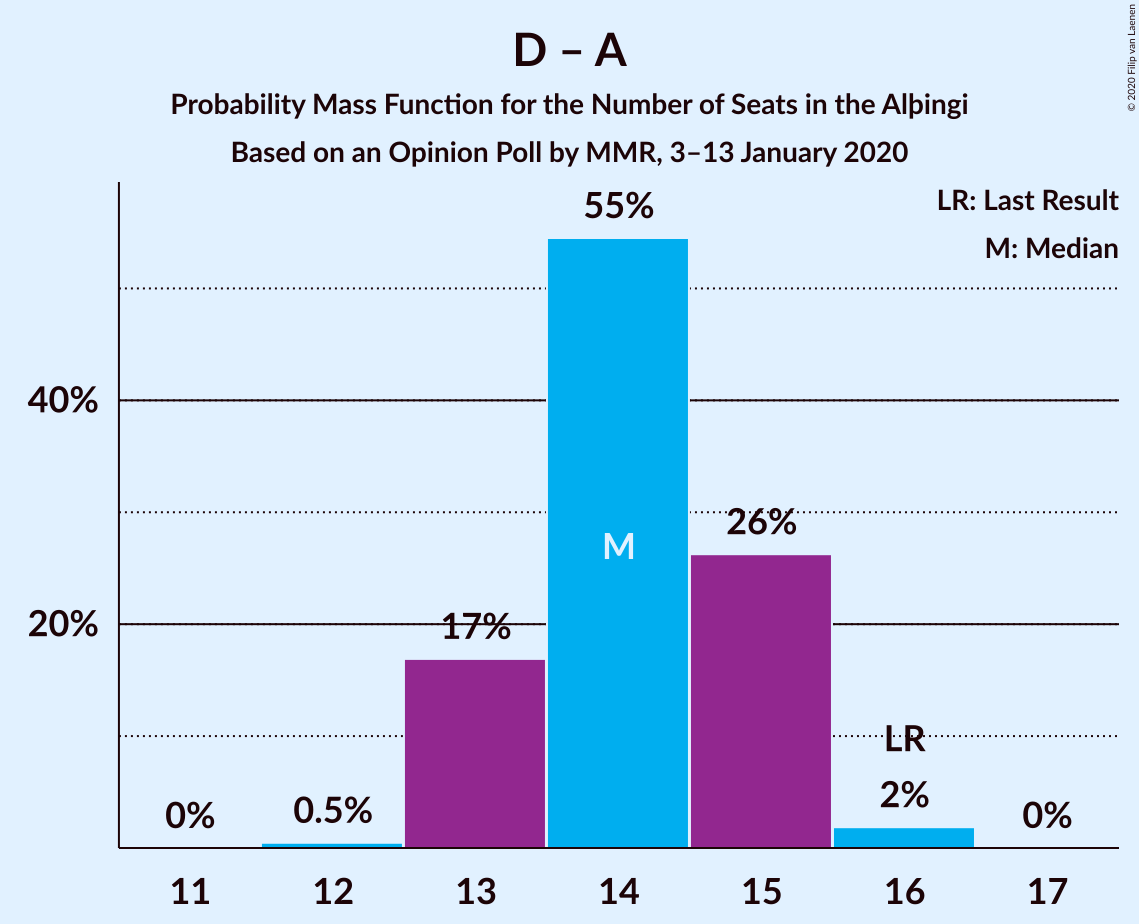 D – A
Probability Mass Function for the Number of Seats in the Alþingi
Based on an Opinion Poll by MMR, 3–13 January 2020
© 2020 Filip van Laenen
LR: Last Result
M: Median
55%
40%
26%
M
20%
17%
LR
2%
0%
0.5%
0%
11 12 13 14 15 16 17